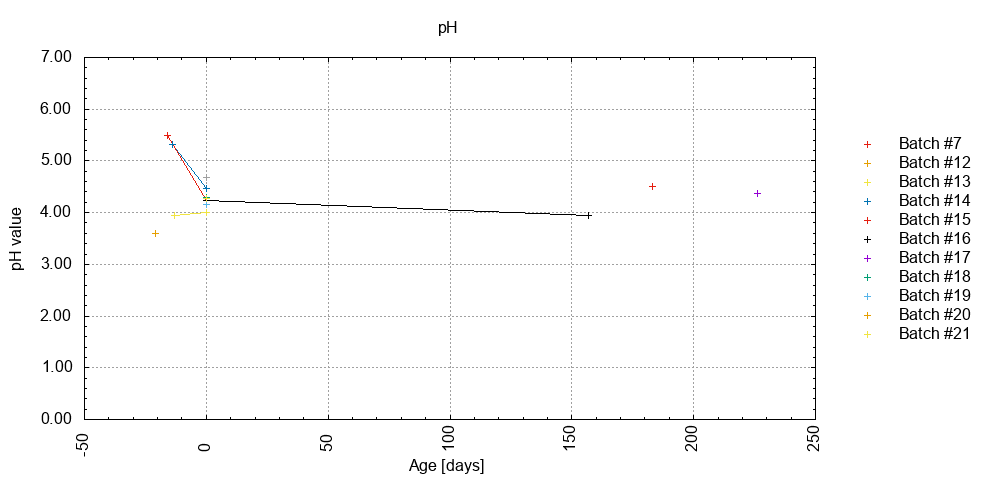 pH
7.00
6.00
5.00
4.00
3.00
2.00
1.00
0.00
pH value
-50
0
50
100
150
200
250
Age [days]
Batch #7
Batch #12
Batch #13
Batch #14
Batch #15
Batch #16
Batch #17
Batch #18
Batch #19
Batch #20
Batch #21